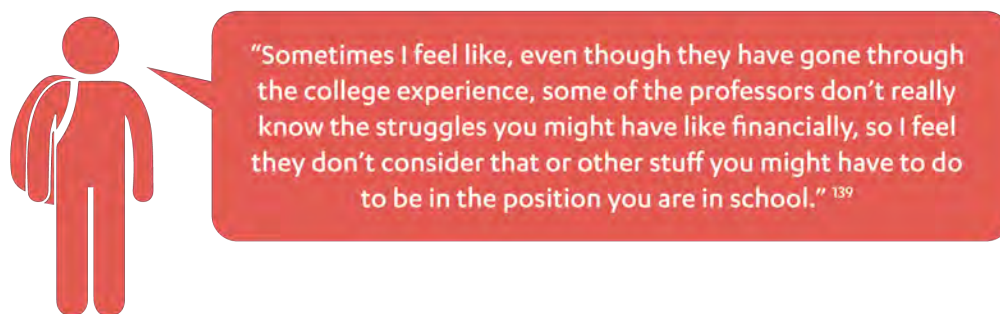 “Sometimes I feel like, even though they have gone through
the college experience, some of the professors don’t really
know the struggles you might have like financially, so I feel
they don’t consider that or other stuff you might have to do
to be in the position you are in school.” 139